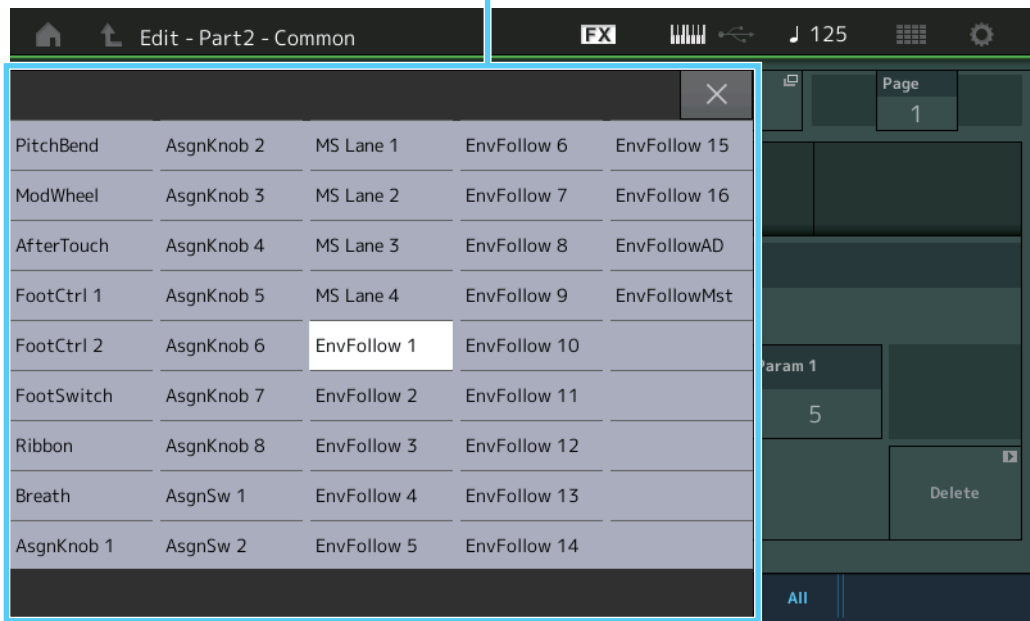 Edit - Part2 - Common FX ♩ 125
Page
1
PitchBend AsgnKnob 2 MS Lane 1 EnvFollow 6 EnvFollow 15
ModWheel AsgnKnob 3 MS Lane 2 EnvFollow 7 EnvFollow 16
AfterTouch AsgnKnob 4 MS Lane 3 EnvFollow 8 EnvFollowAD
FootCtrl 1 AsgnKnob 5 MS Lane 4 EnvFollow 9 EnvFollowMst
FootCtrl 2 AsgnKnob 6 EnvFollow 1 EnvFollow 10
Param 1
FootSwitch AsgnKnob 7 EnvFollow 2 EnvFollow 11
5
Ribbon AsgnKnob 8 EnvFollow 3 EnvFollow 12
Breath AsgnSw 1 EnvFollow 4 EnvFollow 13
Delete
AsgnKnob 1 AsgnSw 2 EnvFollow 5 EnvFollow 14
All